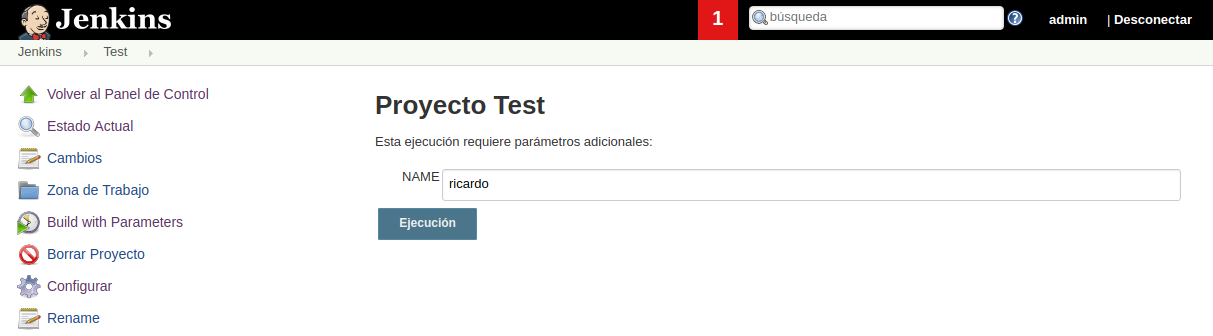 Jenkins
1
búsqueda
?
admin
| Desconectar
Jenkins
Test
Volver al Panel de Control
Estado Actual
Cambios
Zona de Trabajo
Build with Parameters
Borrar Proyecto
Configurar
Rename
Proyecto Test
Esta ejecución requiere parámetros adicionales:
NAME
ricardo
Ejecución